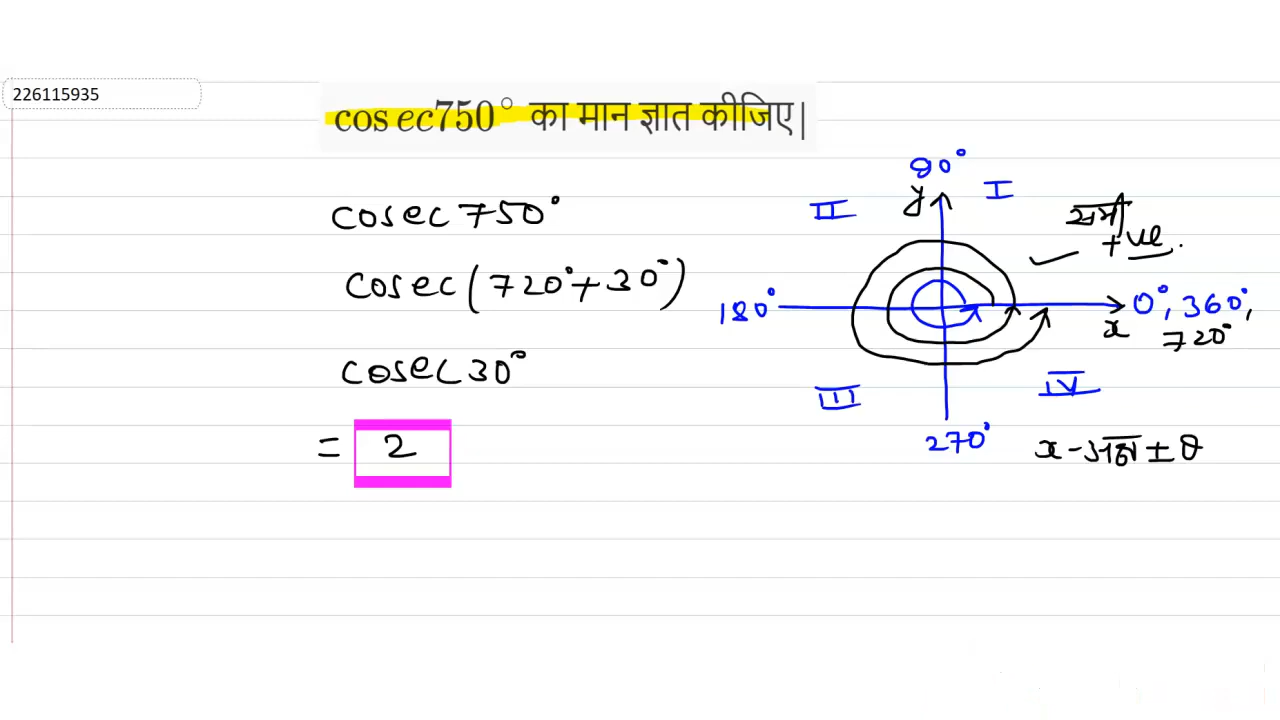 226115935
cosec750° का मान ज्ञात कीजिए|
cosec 750°
cosec (720° + 30°)
cosec 30°
= 2
90°
y
I
II
सभी
+ve.
180°
0°, 360°,
x
720°
III
IV
270°
x-अक्ष ± θ